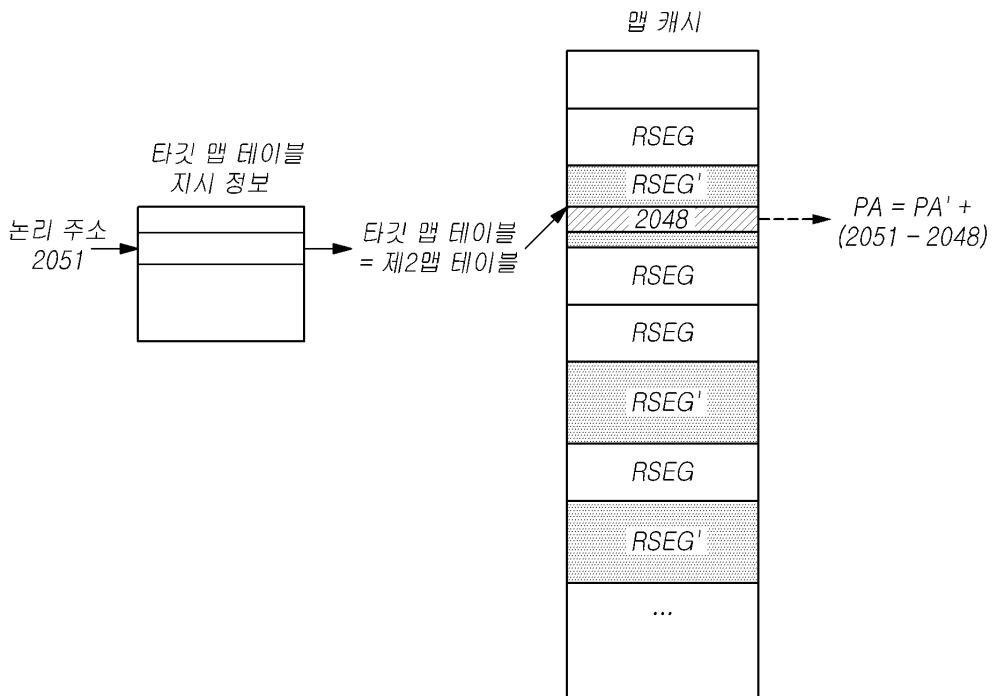 맵 캐시
RSEG
타깃 맵 테이블
지시 정보
RSEG'
논리 주소
2051
타깃 맵 테이블
= 제2맵 테이블
2048
PA = PA' +
(2051 − 2048)
RSEG
RSEG
RSEG'
RSEG
RSEG'
...